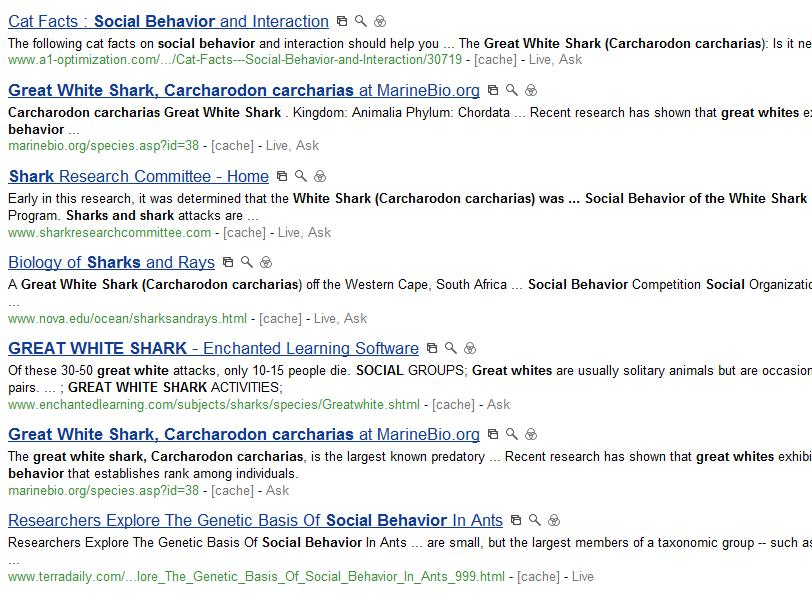 Cat Facts : Social Behavior and Interaction
The following cat facts on social behavior and interaction should help you ... The Great White Shark (Carcharodon carcharias): Is it ne
www.a1-optimization.com/.../Cat-Facts---Social-Behavior-and-Interaction/30719 - [cache] - Live, Ask
Great White Shark, Carcharodon carcharias at MarineBio.org
Carcharodon carcharias Great White Shark . Kingdom: Animalia Phylum: Chordata ... Recent research has shown that great whites ex
behavior ...
marinebio.org/species.asp?id=38 - [cache] - Live, Ask
Shark Research Committee - Home
Early in this research, it was determined that the White Shark (Carcharodon carcharias) was ... Social Behavior of the White Shark
Program. Sharks and shark attacks are ...
www.sharkresearchcommittee.com - [cache] - Live, Ask
Biology of Sharks and Rays
A Great White Shark (Carcharodon carcharias) off the Western Cape, South Africa ... Social Behavior Competition Social Organizatio
...
www.nova.edu/ocean/sharksandrays.html - [cache] - Live, Ask
GREAT WHITE SHARK - Enchanted Learning Software
Of these 30-50 great white attacks, only 10-15 people die. SOCIAL GROUPS; Great whites are usually solitary animals but are occasion
pairs. ... ; GREAT WHITE SHARK ACTIVITIES;
www.enchantedlearning.com/subjects/sharks/species/Greatwhite.shtml - [cache] - Ask
Great White Shark, Carcharodon carcharias at MarineBio.org
The great white shark, Carcharodon carcharias, is the largest known predatory ... Recent research has shown that great whites exhibi
behavior that establishes rank among individuals.
marinebio.org/species.asp?id=38 - [cache] - Ask
Researchers Explore The Genetic Basis Of Social Behavior In Ants
Researchers Explore The Genetic Basis Of Social Behavior In Ants ... are small, but the largest members of a taxonomic group -- such as
...
www.terradaily.com/...lore_The_Genetic_Basis_Of_Social_Behavior_In_Ants_999.html - [cache] - Live